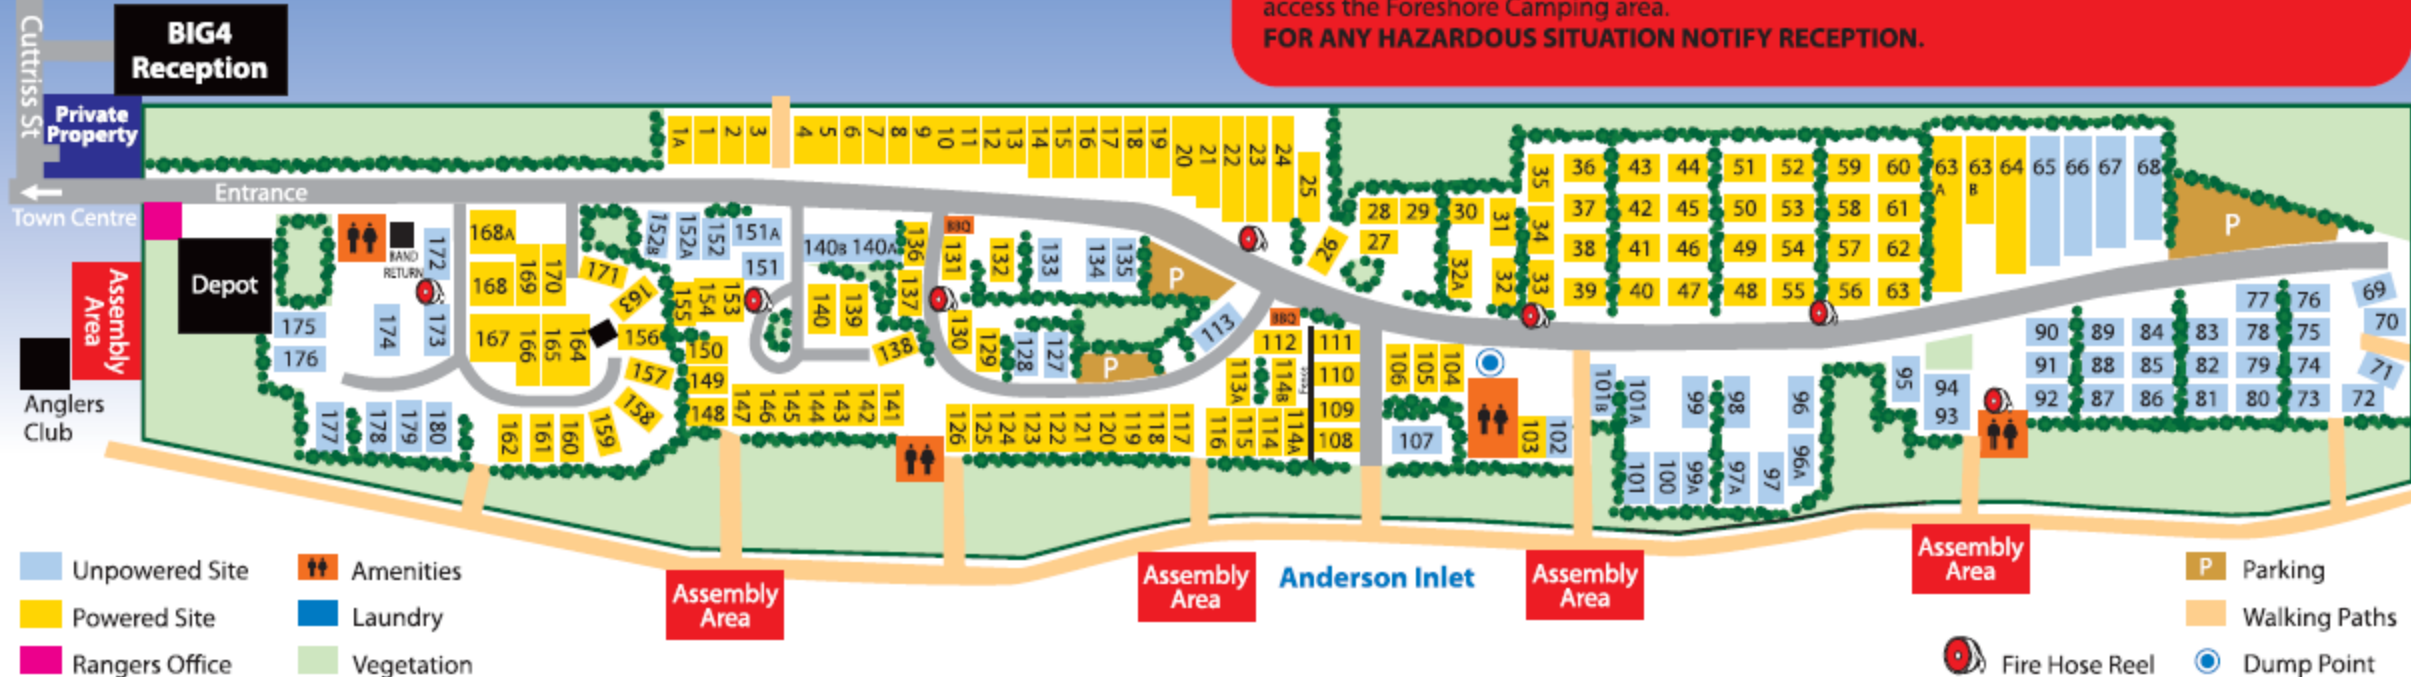 access the Foreshore Camping area.
FOR ANY HAZARDOUS SITUATION NOTIFY RECEPTION.
Cuttriss St
BIG4
Reception
Private
Property
Entrance
Town Centre
Depot
Assembly
Area
Anglers
Club
BAND
RETURN
1A 1 2 3 4 5 6 7 8 9 10 11 12 13 14 15 16 17 18 19 20 21 22 23 24 25
26
27
28 29 30 31
32A 32
35
34
33
36 43 44 51 52 59 60
37 42 45 50 53 58 61
38 41 46 49 54 57 62
39 40 47 48 55 56 63
63
A
63
B
64 65 66 67 68
P
172
173
174
175
176
177 178 179 180
168A
168 169 170
167 166 165 164
171
163
156
157
158
159
162 161 160
152B 152A 152 151A
151
155 154 153
150
149
148
147 146 145 144 143 142 141
140B 140A 136
137
140 139
138
BBQ
131 132 133 134 135
P
130 129 128 127
P
113
126 125 124 123 122 121 120 119 118 117
116 115 114 114A
113A 114B
BBQ
112
Fence
111
110
109
108
106 105 104
107
103 102
101B 101A 99 98 96
101 100 99A 97A 97 96A
95
94
93
90 89 84 83
91 88 85 82
92 87 86 81
77 76
78 75
79 74
80 73
69
70
71
72
Assembly
Area
Assembly
Area
Anderson Inlet
Assembly
Area
Assembly
Area
Unpowered Site
Powered Site
Rangers Office
Amenities
Laundry
Vegetation
P Parking
Walking Paths
Fire Hose Reel
Dump Point